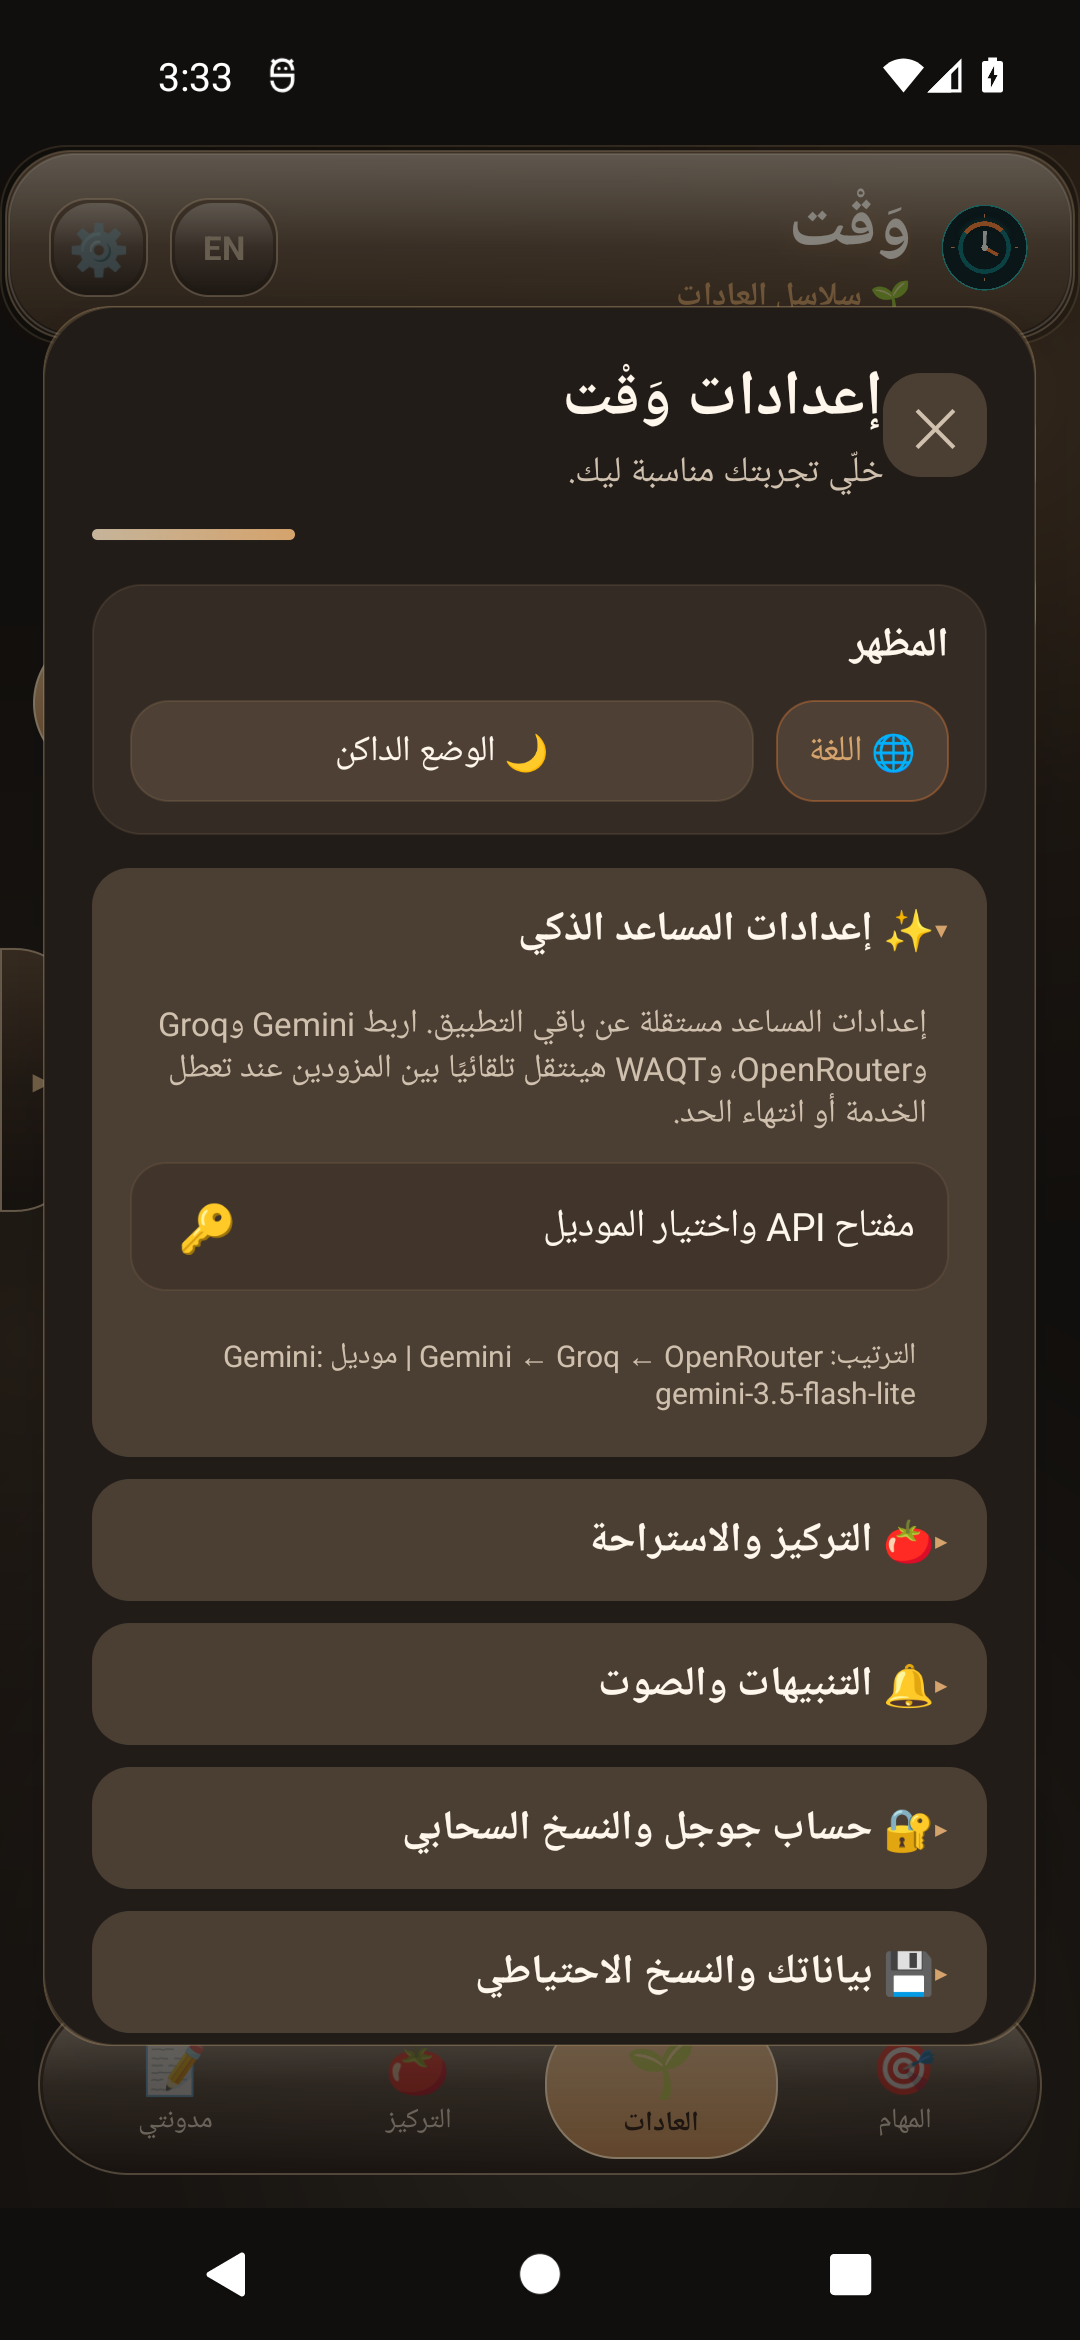 3:33
وَقْت
EN
🌱 سلاسل العادات
إعدادات وَقْت
خلّي تجربتك مناسبة ليك.
المظهر
🌐 اللغة
🌙 الوضع الداكن
✨ إعدادات المساعد الذكي
إعدادات المساعد مستقلة عن باقي التطبيق. اربط Gemini وGroq
وOpenRouter، وWAQT هينتقل تلقائيًا بين المزودين عند تعطل
الخدمة أو انتهاء الحد.
مفتاح API واختيار الموديل
الترتيب: Gemini ← Groq ← OpenRouter | موديل Gemini:
gemini-3.5-flash-lite
🍅 التركيز والاستراحة
🔔 التنبيهات والصوت
🔐 حساب جوجل والنسخ السحابي
💾 بياناتك والنسخ الاحتياطي
المهام
العادات
التركيز
مدونتي